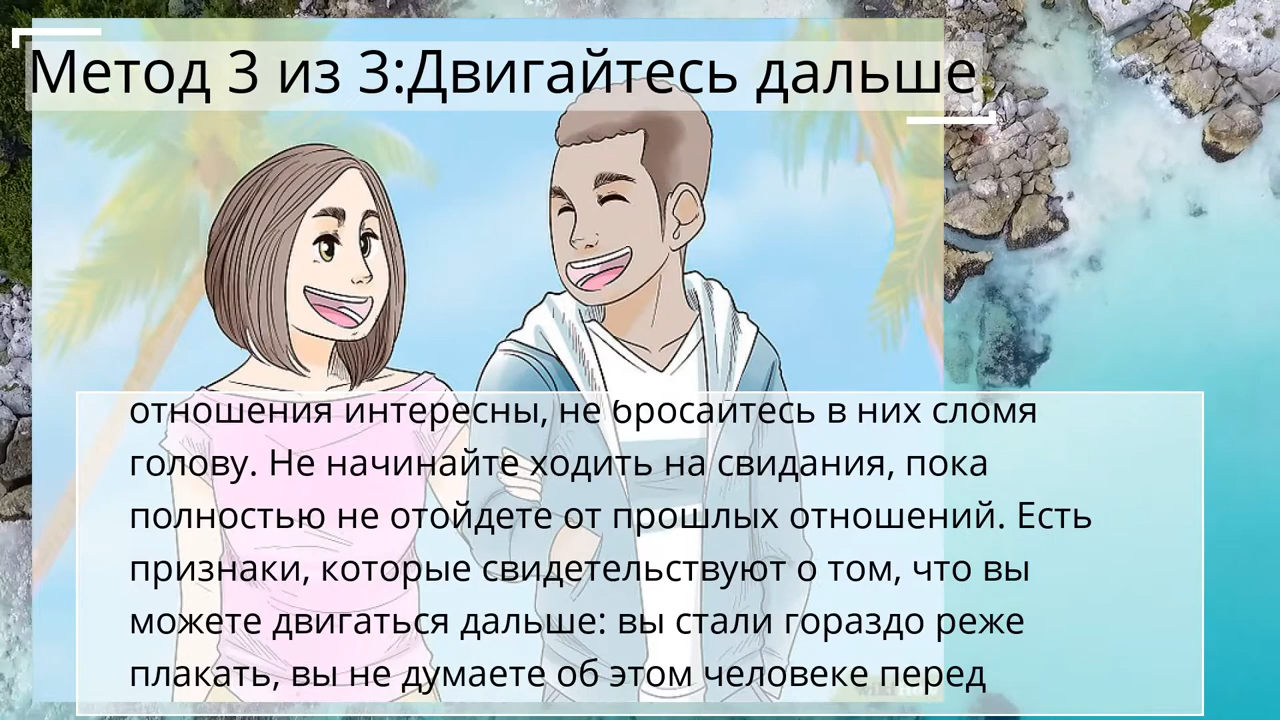 Метод 3 из 3:Двигайтесь дальше
отношения интересны, не бросайтесь в них сломя
голову. Не начинайте ходить на свидания, пока
полностью не отойдете от прошлых отношений. Есть
признаки, которые свидетельствуют о том, что вы
можете двигаться дальше: вы стали гораздо реже
плакать, вы не думаете об этом человеке перед